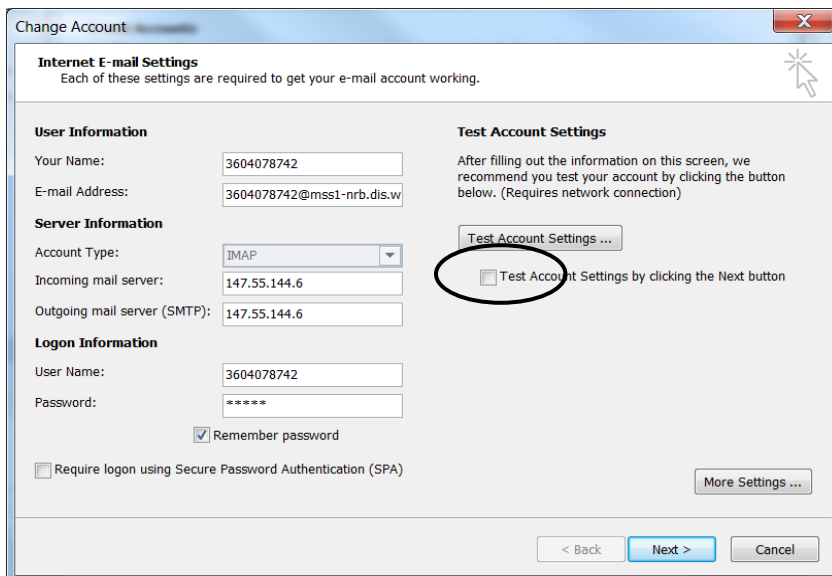 Change Account
Internet E-mail Settings
Each of these settings are required to get your e-mail account working.
User Information
Your Name:
3604078742
E-mail Address:
3604078742@mss1-nrb.dis.w
Server Information
Account Type:
IMAP
Incoming mail server:
147.55.144.6
Outgoing mail server (SMTP):
147.55.144.6
Logon Information
User Name:
3604078742
Password:
*****
Remember password
Require logon using Secure Password Authentication (SPA)
Test Account Settings
After filling out the information on this screen, we
recommend you test your account by clicking the button
below. (Requires network connection)
Test Account Settings ...
Test Account Settings by clicking the Next button
More Settings ...
< Back
Next >
Cancel